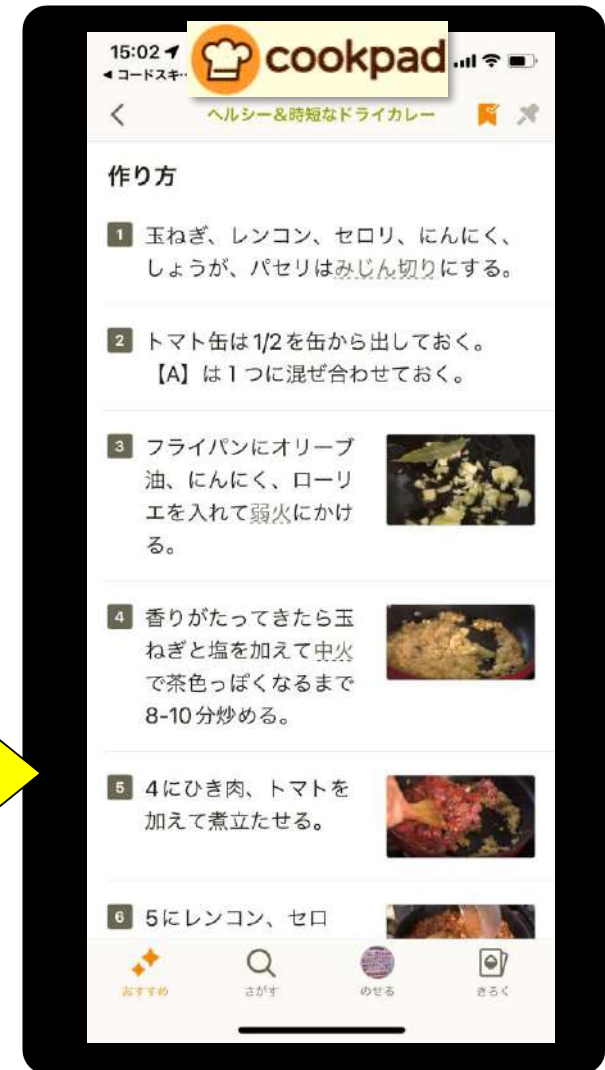 15:02
cookpad
◀ コードスキ…
ヘルシー&時短なドライカレー
作り方
1 玉ねぎ、レンコン、セロリ、にんにく、
しょうが、パセリはみじん切りにする。
2 トマト缶は1/2を缶から出しておく。
【A】は1つに混ぜ合わせておく。
3 フライパンにオリーブ
油、にんにく、ローリ
エを入れて弱火にかけ
る。
4 香りがたってきたら玉
ねぎと塩を加えて中火
で茶色っぽくなるまで
8-10分炒める。
5 4にひき肉、トマトを
加えて煮立たせる。
6 5にレンコン、セロ
おすすめ さがす のせる きろく